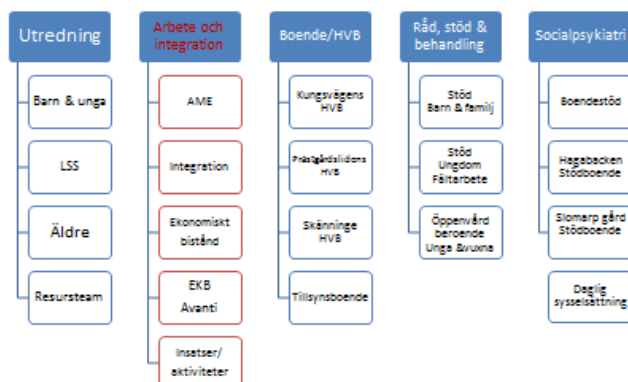 Utredning
Barn & unga
LSS
Äldre
Resursteam
Arbete och
integration
AME
Integration
Ekonomiskt
bistånd
EKB
Avanti
Insatser/
aktiviteter
Boende/HVB
Kungsvägens
HVB
HVB
Skänninge
HVB
Tillsynsboende
Råd, stöd &
behandling
Stöd
Barn & familj
Stöd
Ungdom
Fältarbete
Öppenvård
beroende
Unga &vuxna
Socialpsykiatri
Boendestöd
Hagabacken
Stödboende
Slomarp gård
Stödboende
Daglig
sysselsättning